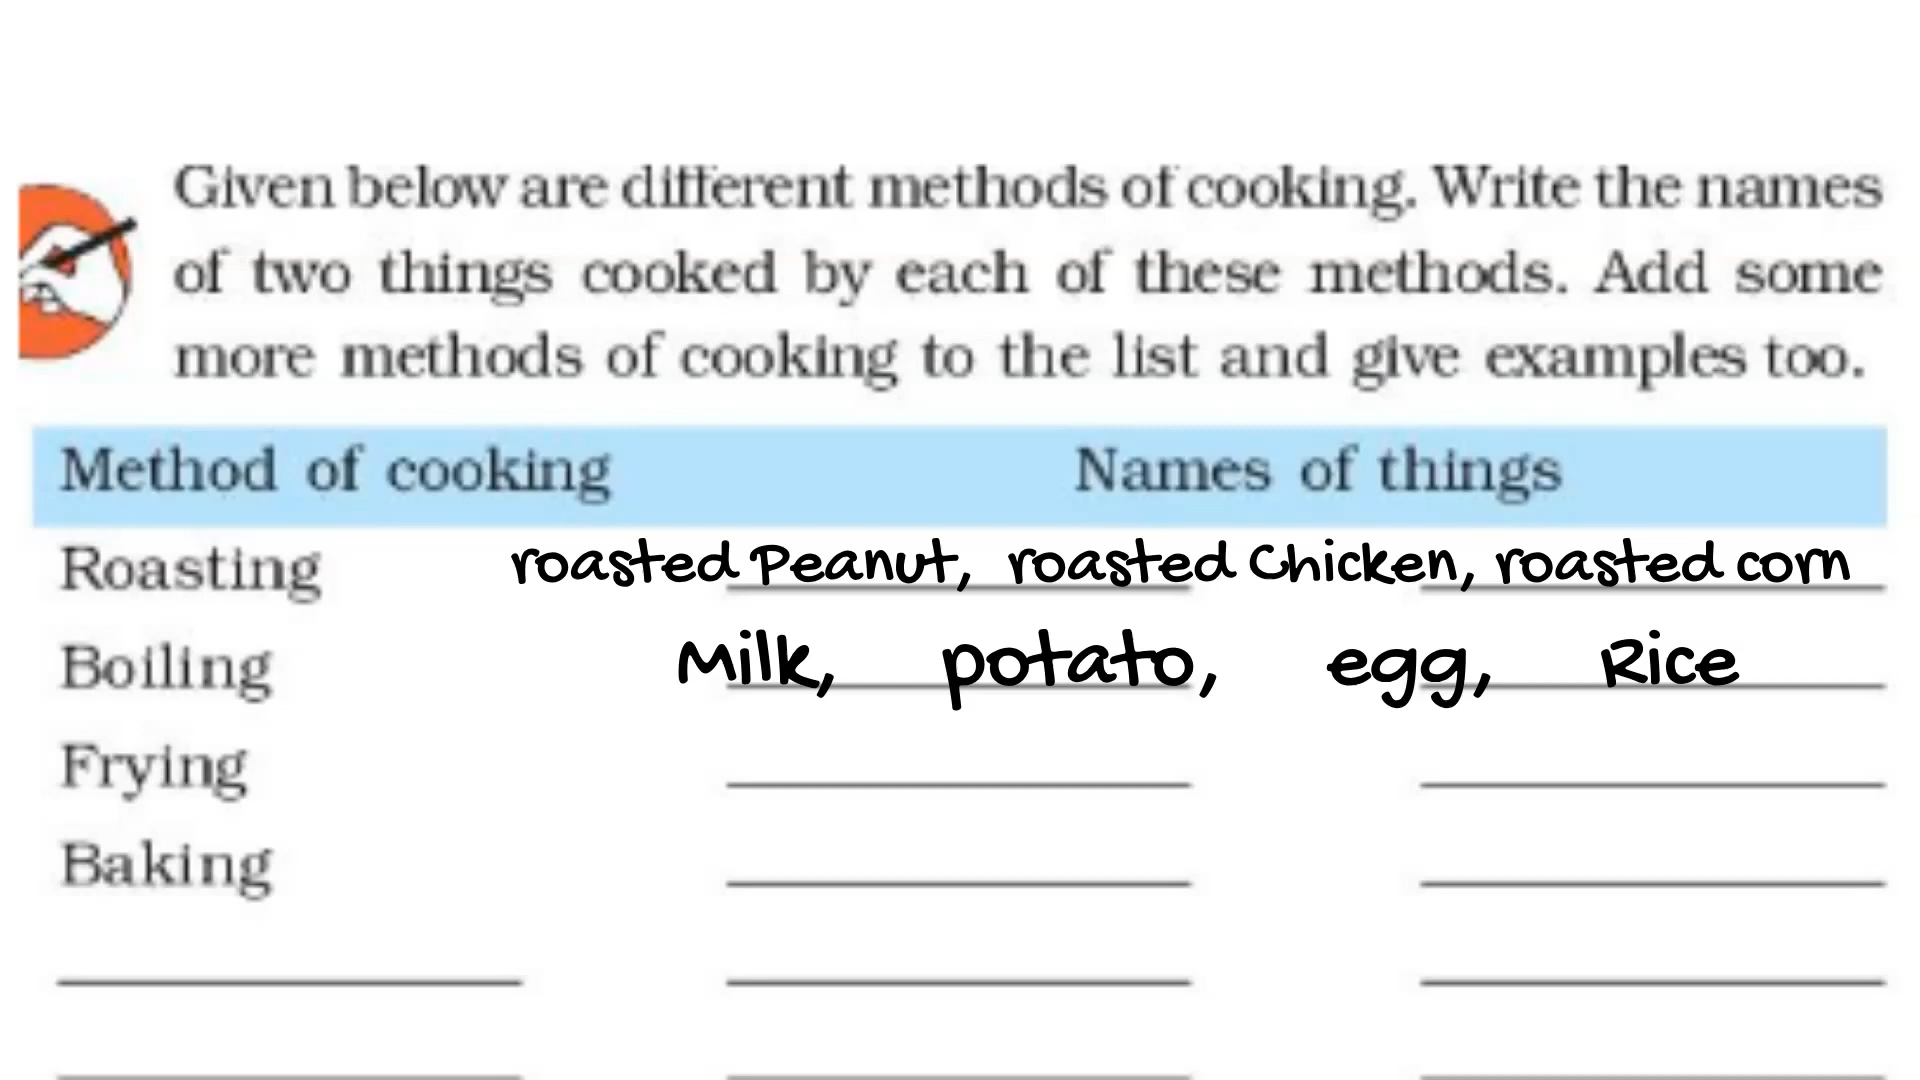 Given below are different methods of cooking. Write the names
of two things cooked by each of these methods. Add some
more methods of cooking to the list and give examples too.
Method of cooking Names of things
Roasting roasted Peanut, roasted Chicken, roasted corn
Boiling Milk, potato, egg, Rice
Frying
Baking